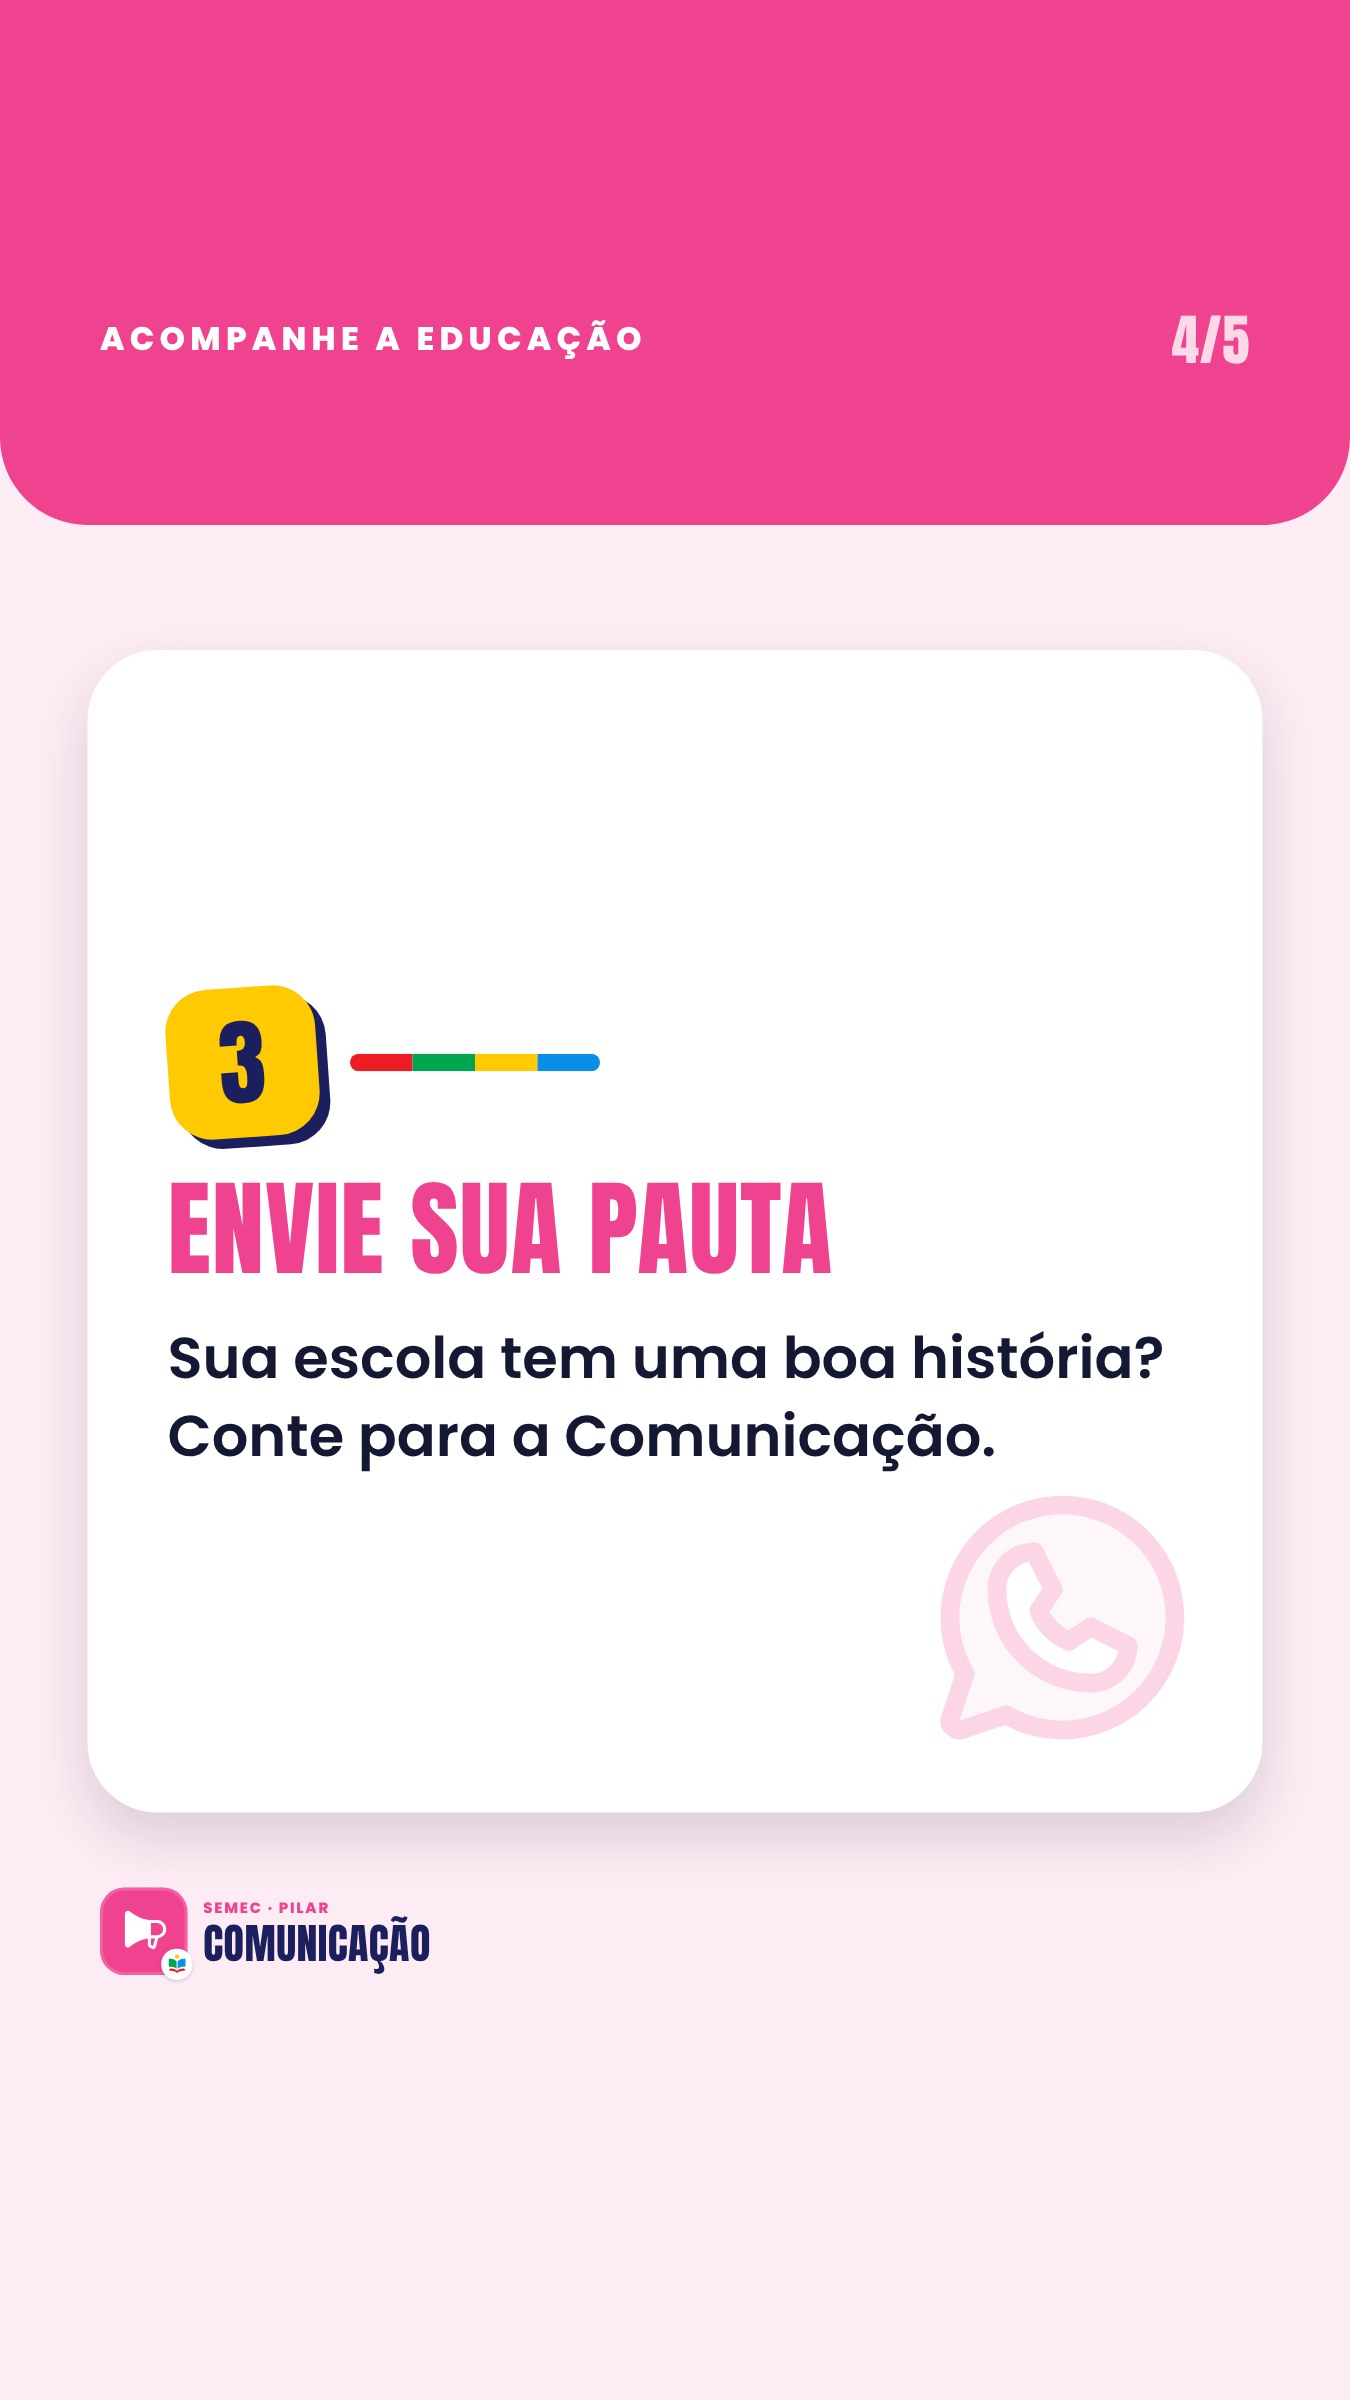 ACOMPANHE A EDUCAÇÃO
4/5
3
ENVIE SUA PAUTA
Sua escola tem uma boa história?
Conte para a Comunicação.
SEMEC · PILAR
COMUNICAÇÃO